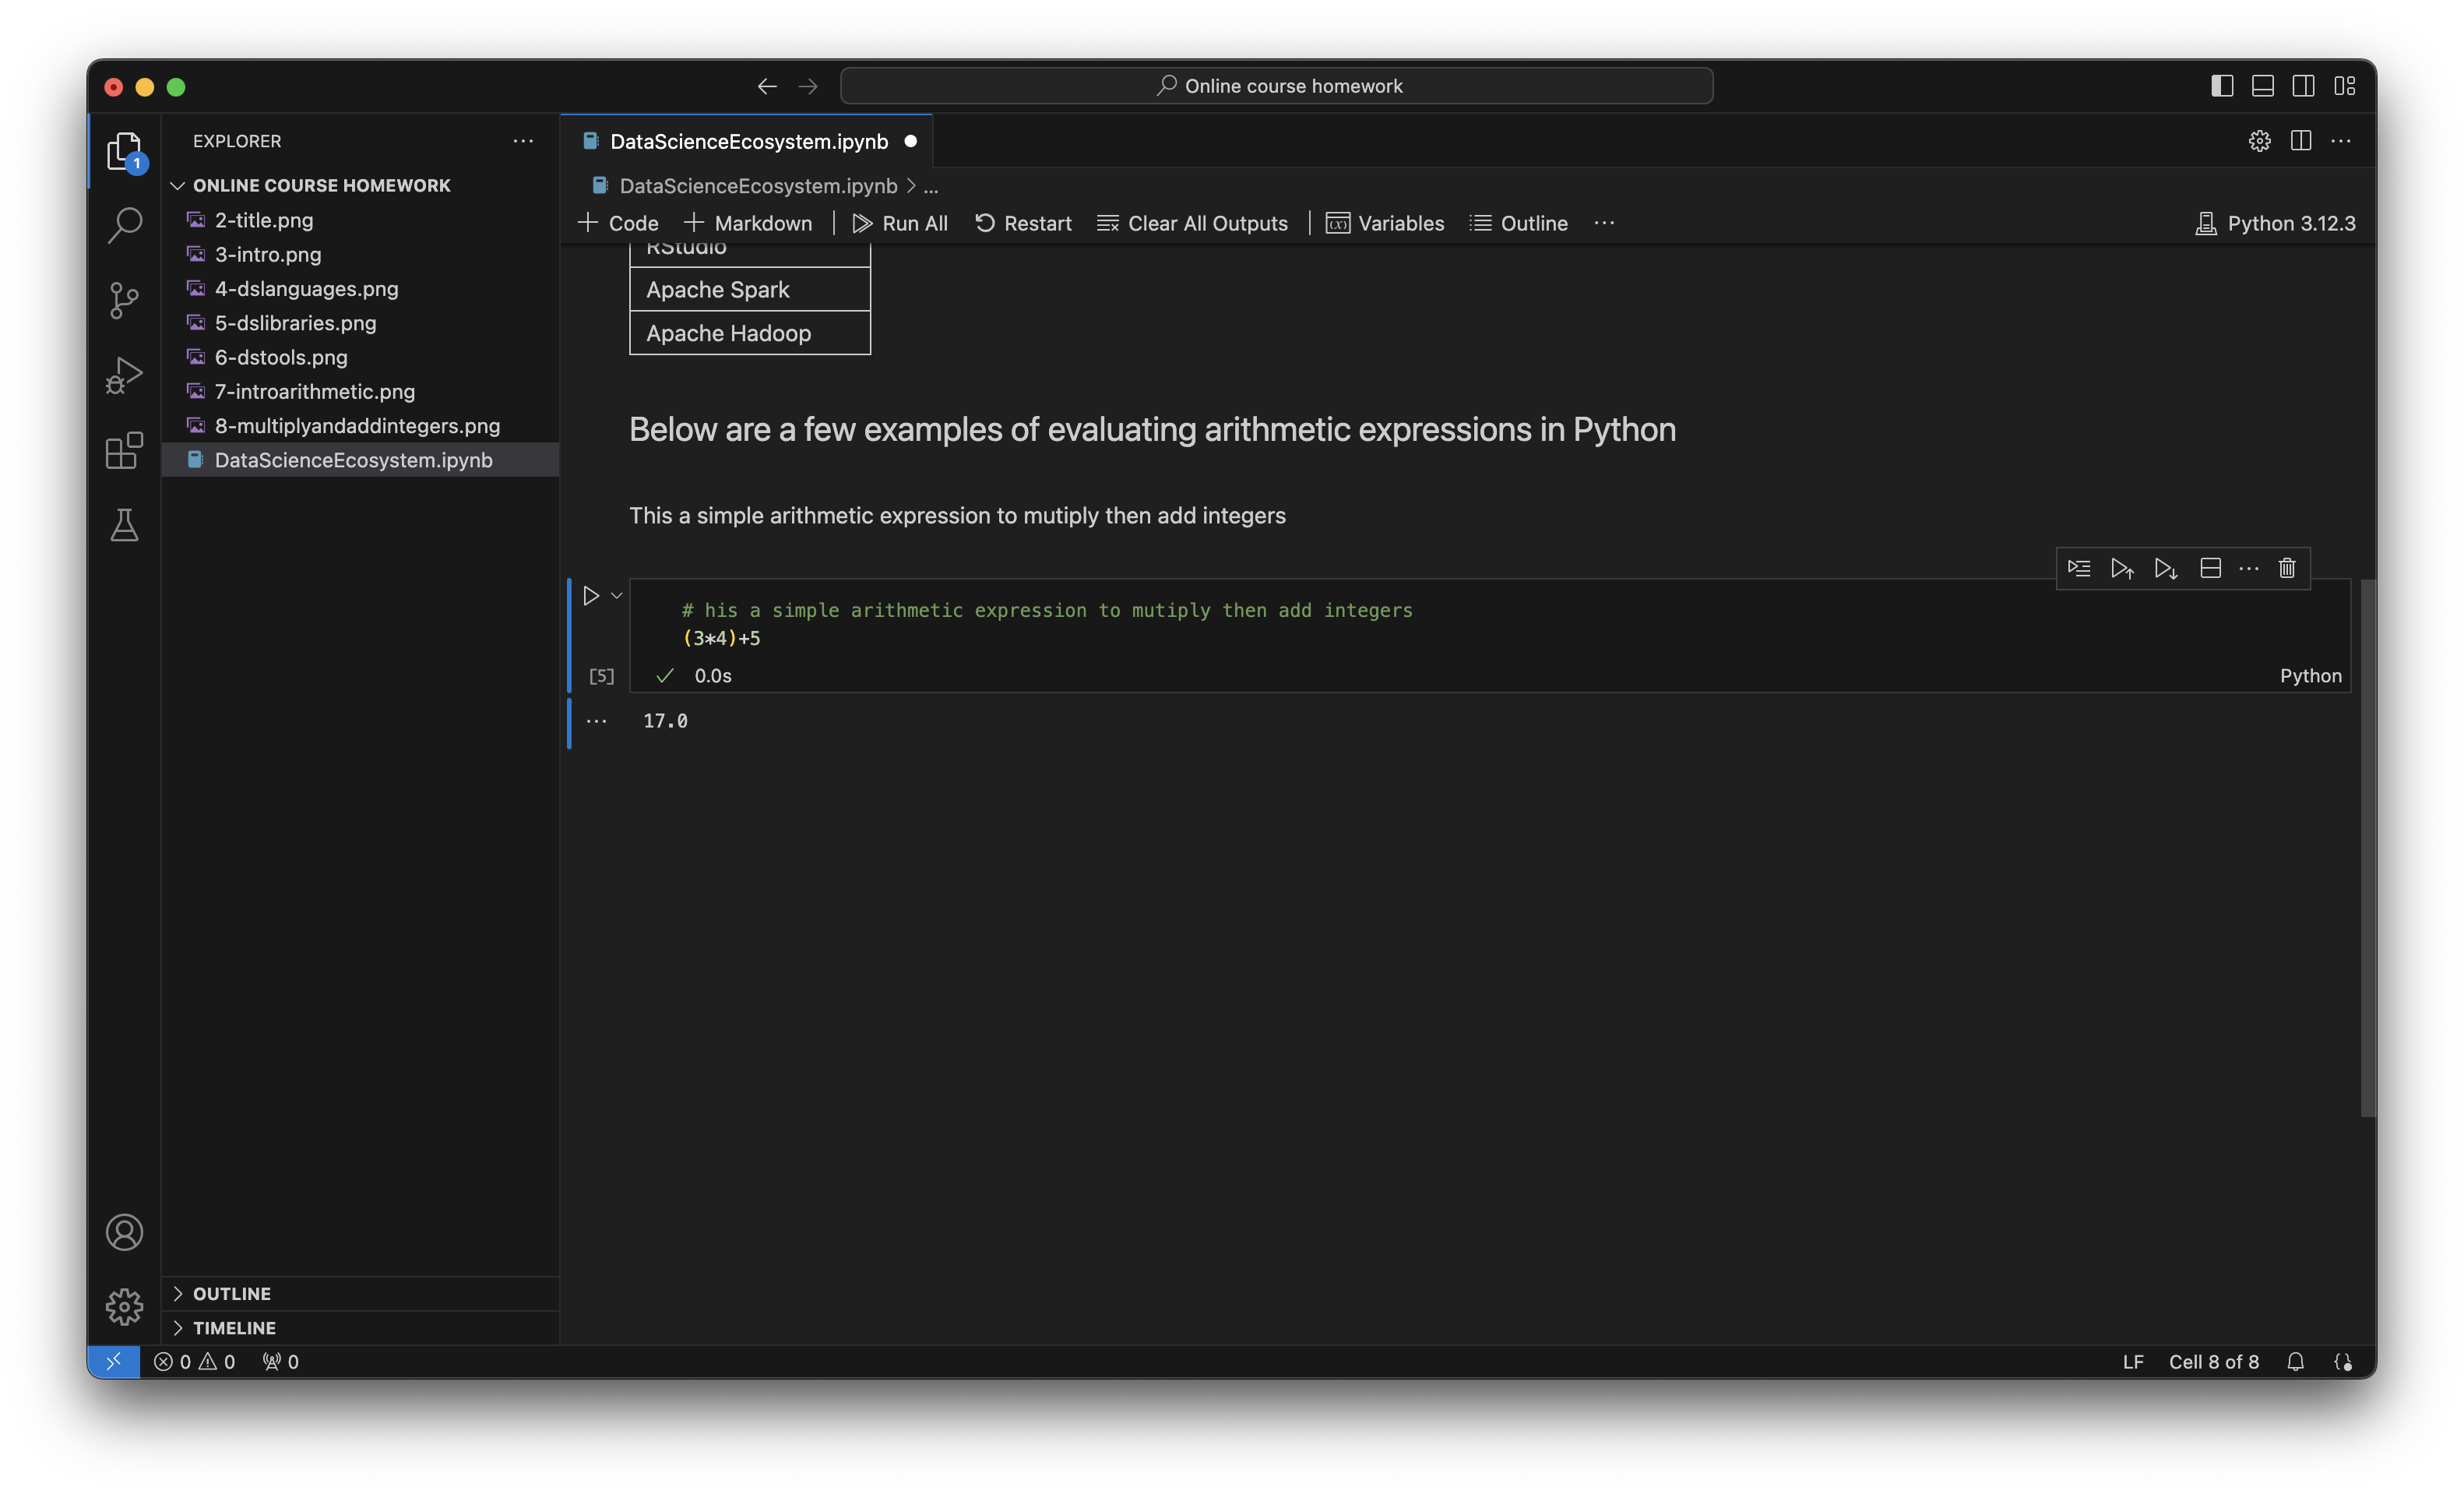 Online course homework
EXPLORER
ONLINE COURSE HOMEWORK
2-title.png
3-intro.png
4-dslanguages.png
5-dslibraries.png
6-dstools.png
7-introarithmetic.png
8-multiplyandaddintegers.png
DataScienceEcosystem.ipynb
OUTLINE
TIMELINE
1
DataScienceEcosystem.ipynb
DataScienceEcosystem.ipynb > ...
Code Markdown Run All Restart Clear All Outputs Variables Outline ... Python 3.12.3
RStudio
Apache Spark
Apache Hadoop
Below are a few examples of evaluating arithmetic expressions in Python
This a simple arithmetic expression to mutiply then add integers
# his a simple arithmetic expression to mutiply then add integers
(3*4)+5
[5] 0.0s Python
17.0
0 0 0 LF Cell 8 of 8